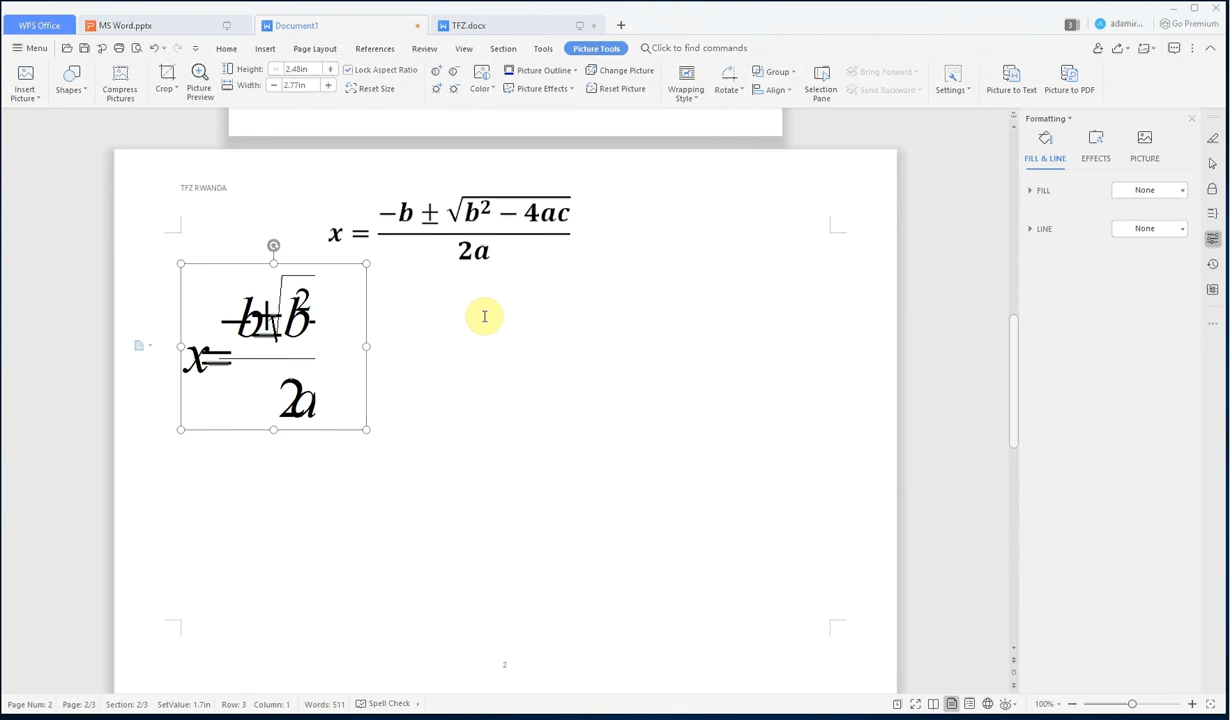 WPS Office MS Word.pptx Document1 TFZ.docx 3 adamir... Go Premium
Menu Home Insert Page Layout References Review View Section Tools Picture Tools Click to find commands
Insert Picture Shapes Compress Pictures Crop Picture Preview
Height: 2.48in Lock Aspect Ratio
Width: 2.77in Reset Size
Color Picture Outline Change Picture
Picture Effects Reset Picture
Wrapping Style Rotate Group Align Selection Pane
Bring Forward
Send Backward
Settings Picture to Text Picture to PDF
Formatting
FILL & LINE EFFECTS PICTURE
FILL None
LINE None
TFZ RWANDA
x = −b ± √b² − 4ac / 2a
x= −b±√b² / 2a
2
Page Num: 2 Page: 2/3 Section: 2/3 SetValue: 1.7in Row: 3 Column: 1 Words: 511 Spell Check 100%